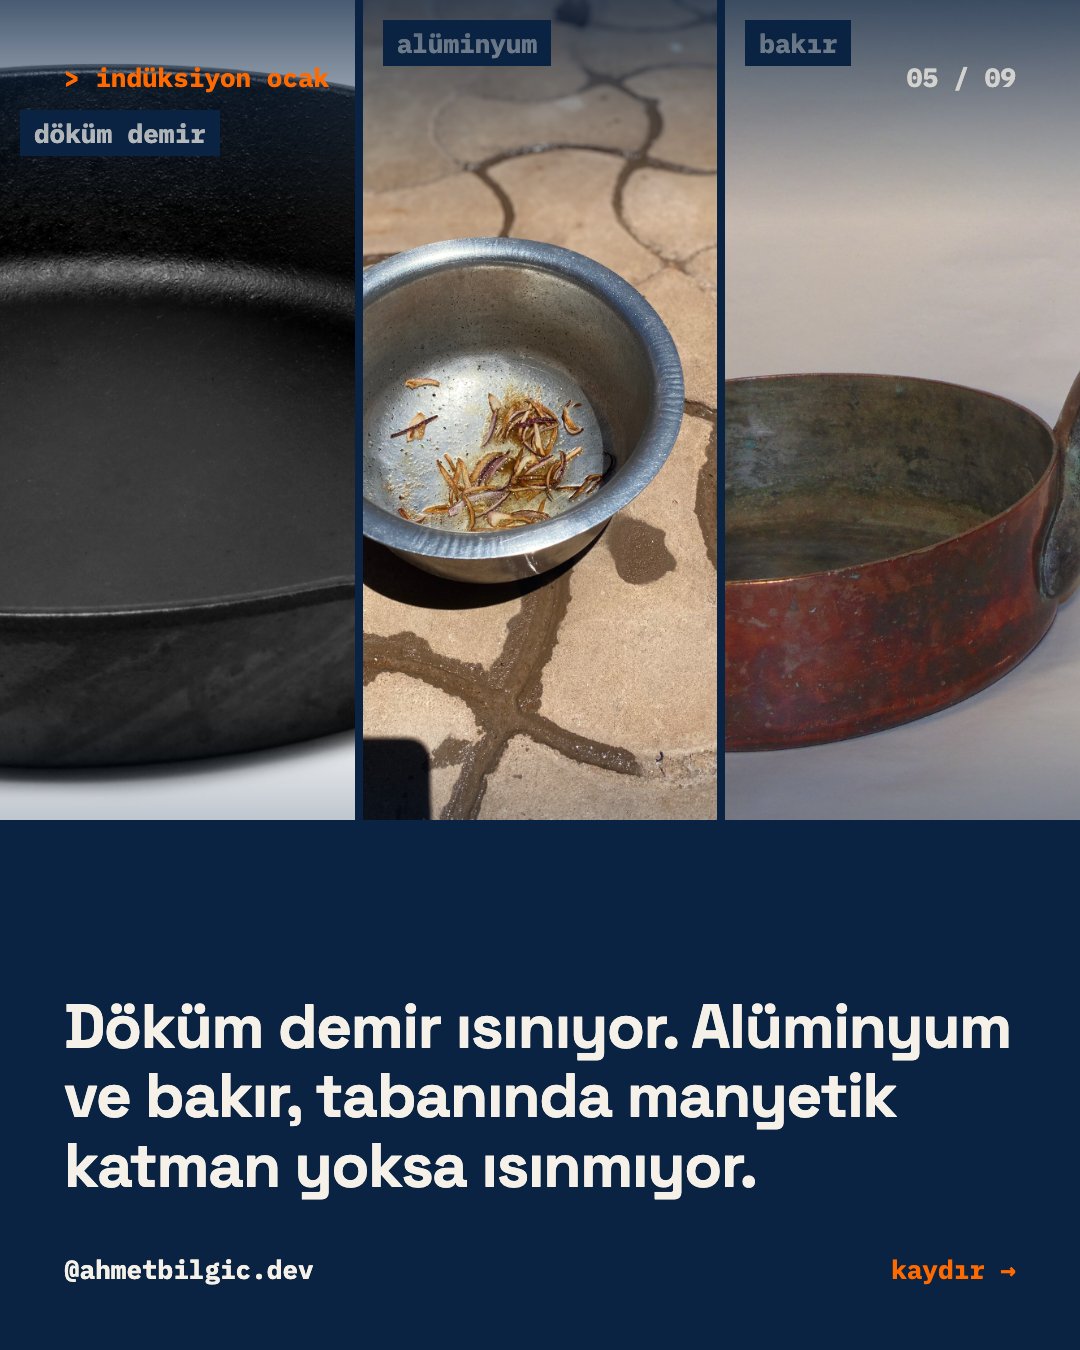 > indüksiyon ocak
05 / 09
döküm demir
alüminyum
bakır
Döküm demir ısınıyor. Alüminyum
ve bakır, tabanında manyetik
katman yoksa ısınmıyor.
@ahmetbilgic.dev
kaydır →